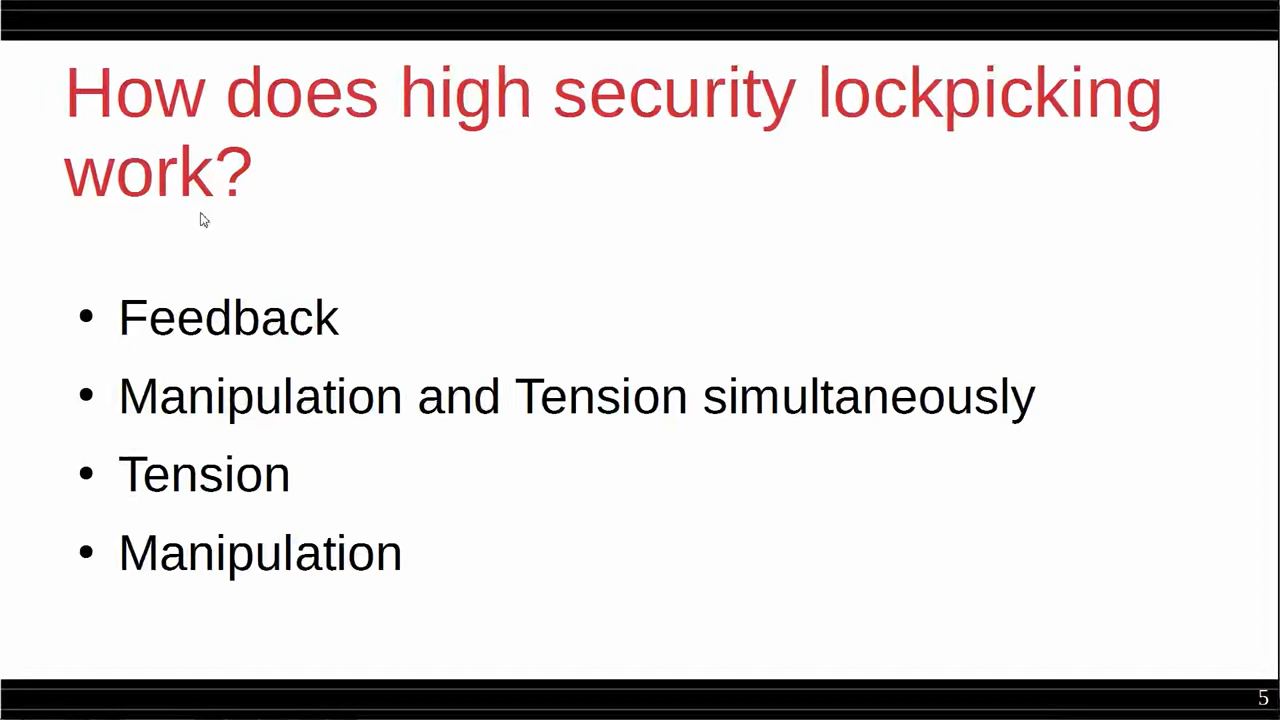 How does high security lockpicking
work?
• Feedback
• Manipulation and Tension simultaneously
• Tension
• Manipulation
5